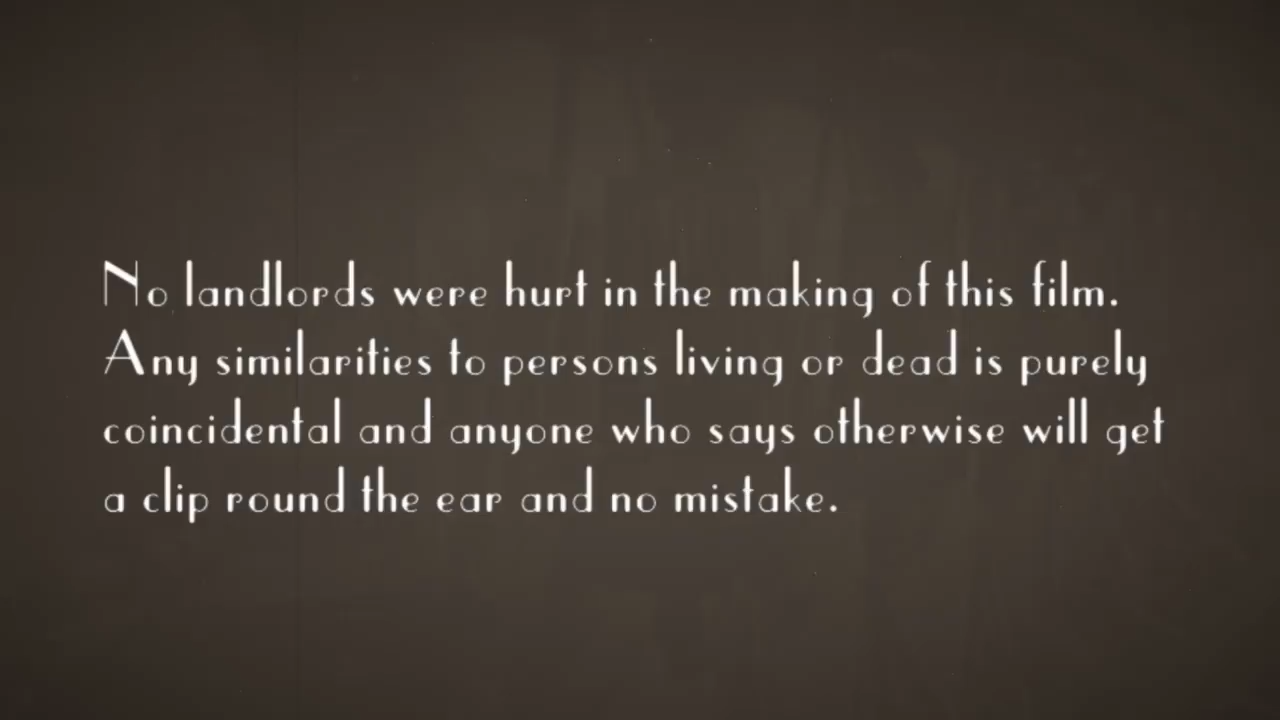 No landlords were hurt in the making of this film.
Any similarities to persons living or dead is purely
coincidental and anyone who says otherwise will get
a clip round the ear and no mistake.